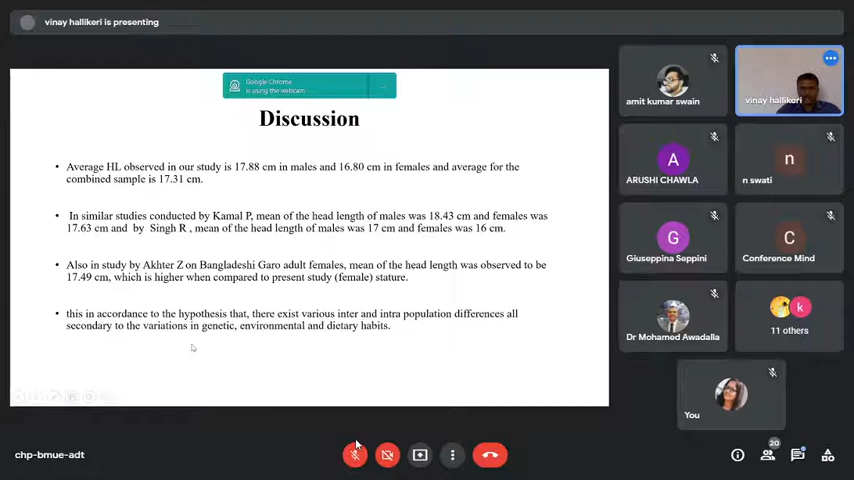 vinay hallikeri is presenting
Google Chrome
is using the webcam
Discussion
• Average HL observed in our study is 17.88 cm in males and 16.80 cm in females and average for the
combined sample is 17.31 cm.
• In similar studies conducted by Kamal P, mean of the head length of males was 18.43 cm and females was
17.63 cm and by Singh R , mean of the head length of males was 17 cm and females was 16 cm.
• Also in study by Akhter Z on Bangladeshi Garo adult females, mean of the head length was observed to be
17.49 cm, which is higher when compared to present study (female) stature.
• this in accordance to the hypothesis that, there exist various inter and intra population differences all
secondary to the variations in genetic, environmental and dietary habits.
amit kumar swain
vinay hallikeri
A
ARUSHI CHAWLA
n
n swati
G
Giuseppina Seppini
C
Conference Mind
Dr Mohamed Awadalla
k
11 others
You
chp-bmue-adt
20